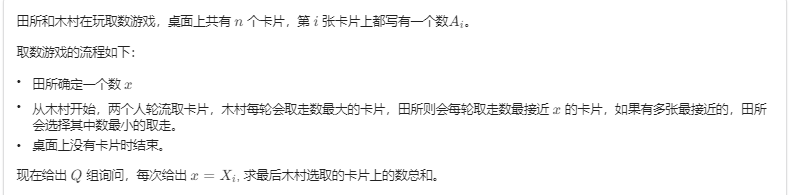 田所和木村在玩取数游戏，桌面上共有 n 个卡片，第 i 张卡片上都写有一个数A_i。
取数游戏的流程如下：
• 田所确定一个数 x
• 从木村开始，两个人轮流取卡片，木村每轮会取走数最大的卡片，田所则会每轮取走数最接近 x 的卡片，如果有多张最接近的，田所
会选择其中数最小的取走。
• 桌面上没有卡片时结束。
现在给出 Q 组询问，每次给出 x = X_i, 求最后木村选取的卡片上的数总和。